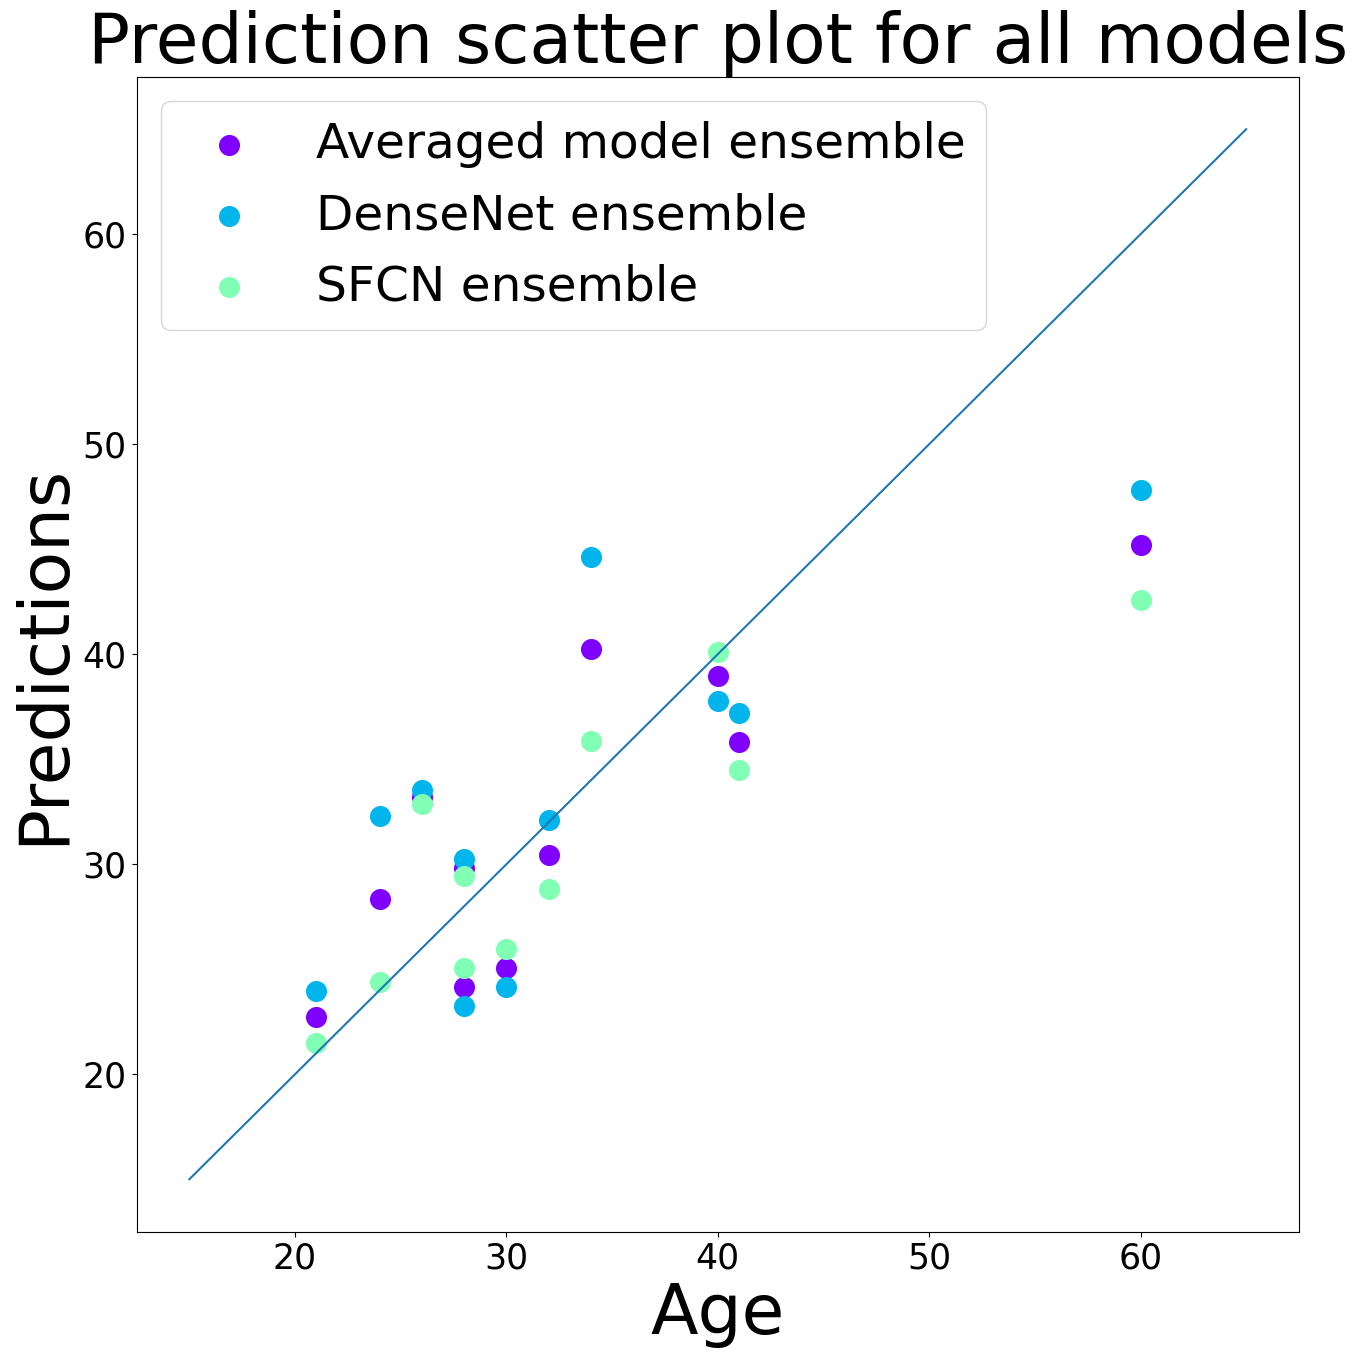 Prediction scatter plot for all models
Averaged model ensemble
DenseNet ensemble
SFCN ensemble
60
50
40
30
20
Predictions
20 30 40 50 60
Age